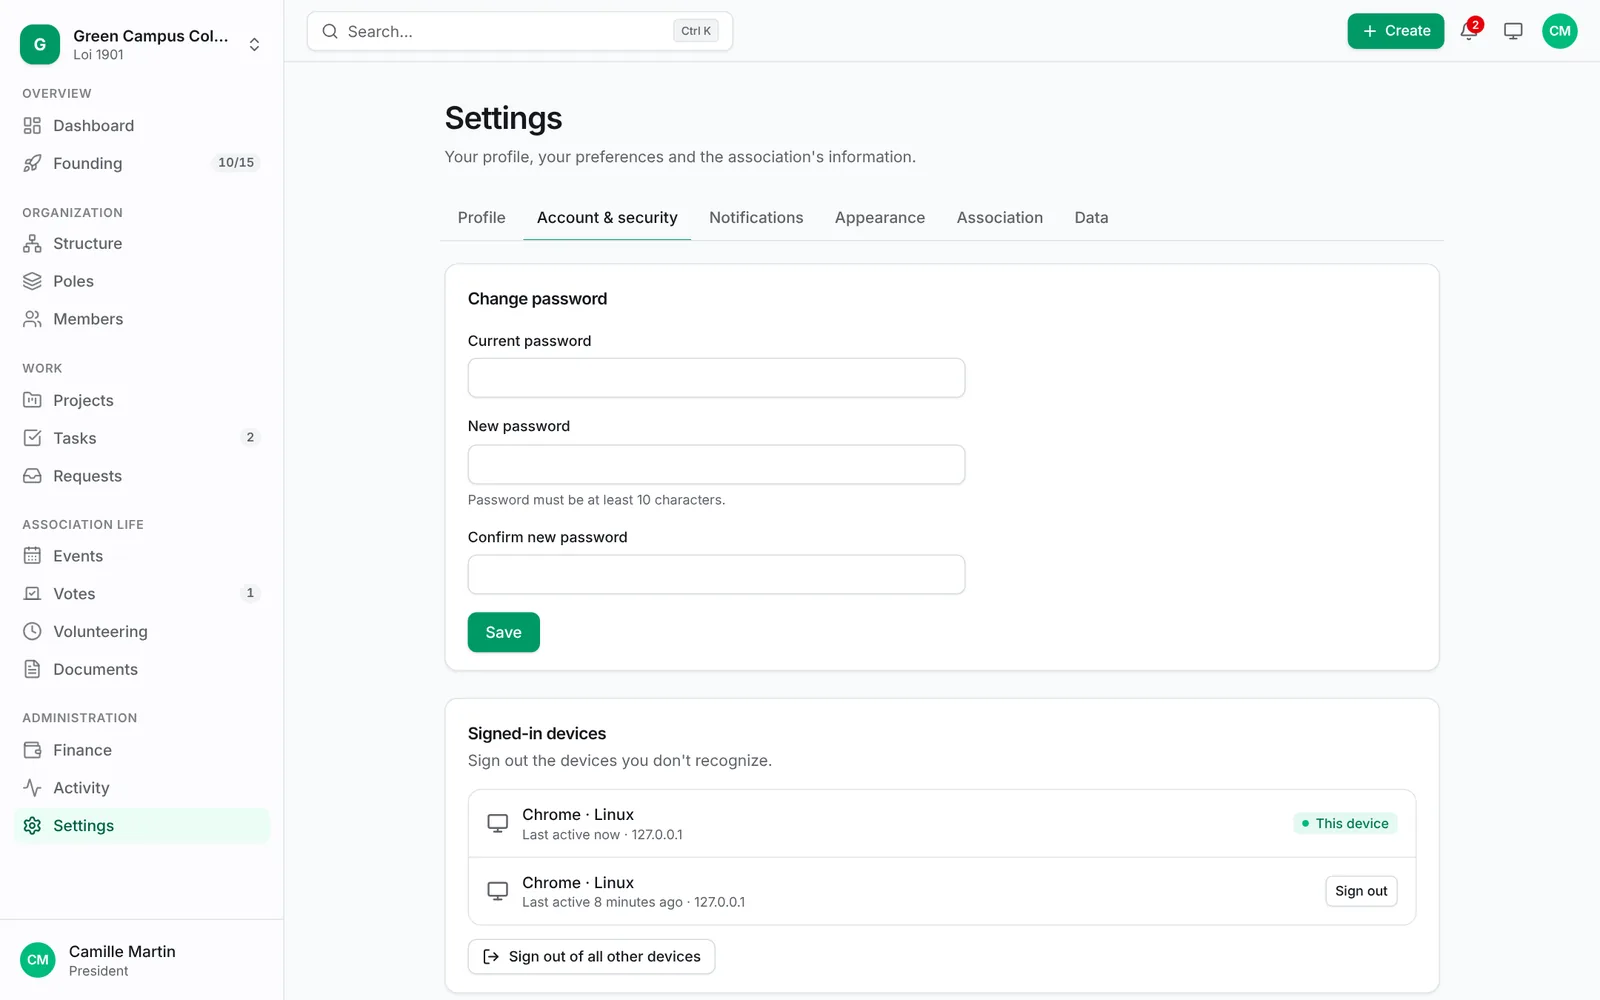 G
Green Campus Col...
Loi 1901
Search...
Ctrl K
Create
2
CM
OVERVIEW
Dashboard
Founding
10/15
ORGANIZATION
Structure
Poles
Members
WORK
Projects
Tasks
2
Requests
ASSOCIATION LIFE
Events
Votes
1
Volunteering
Documents
ADMINISTRATION
Finance
Activity
Settings
CM
Camille Martin
President
Settings
Your profile, your preferences and the association's information.
Profile
Account & security
Notifications
Appearance
Association
Data
Change password
Current password
New password
Password must be at least 10 characters.
Confirm new password
Save
Signed-in devices
Sign out the devices you don't recognize.
Chrome · Linux
Last active now · 127.0.0.1
This device
Chrome · Linux
Last active 8 minutes ago · 127.0.0.1
Sign out
Sign out of all other devices